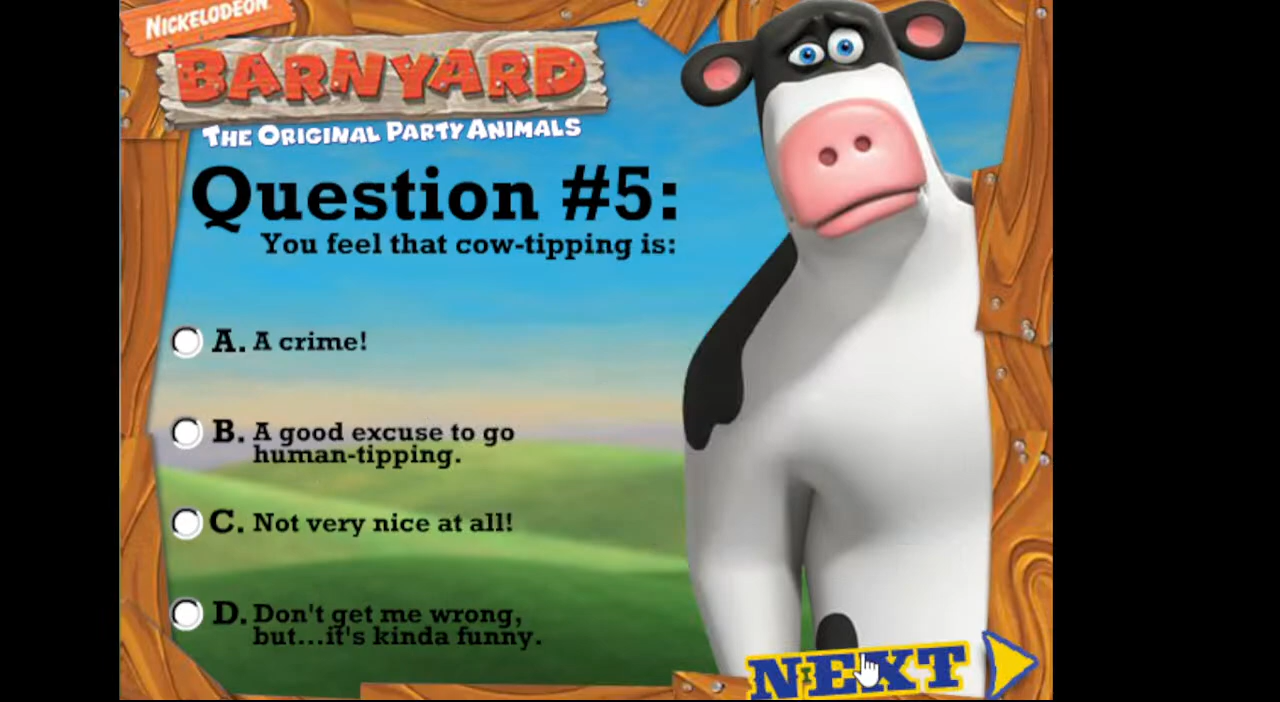 NICKELODEON
BARNYARD
THE ORIGINAL PARTY ANIMALS
Question #5:
You feel that cow-tipping is:
A. A crime!
B. A good excuse to go
human-tipping.
C. Not very nice at all!
D. Don't get me wrong,
but...it's kinda funny.
NEXT